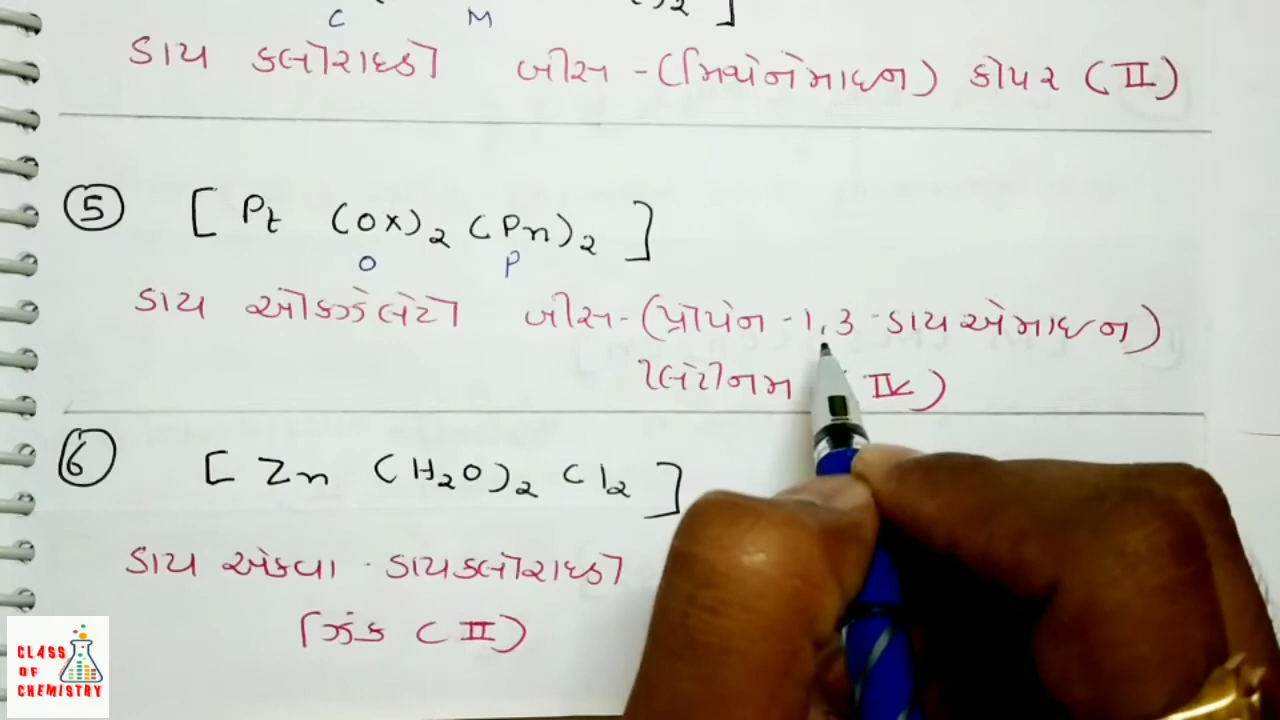 C M
ડાય ક્લોરાઇડો બીસ-(મિથેનેમાઇન) કોપર (II)
⑤ [Pt (ox)₂ (Pn)₂]
O P
ડાય ઓક્ઝેલેટો બીસ-(પ્રોપેન-1,3-ડાયએમાઇન)
પ્લેટીનમ (IV)
⑥ [Zn (H₂O)₂ Cl₂]
ડાય એક્વા ડાયક્લોરાઇડો
ઝિંક (II)
CLASS
OF
CHEMISTRY